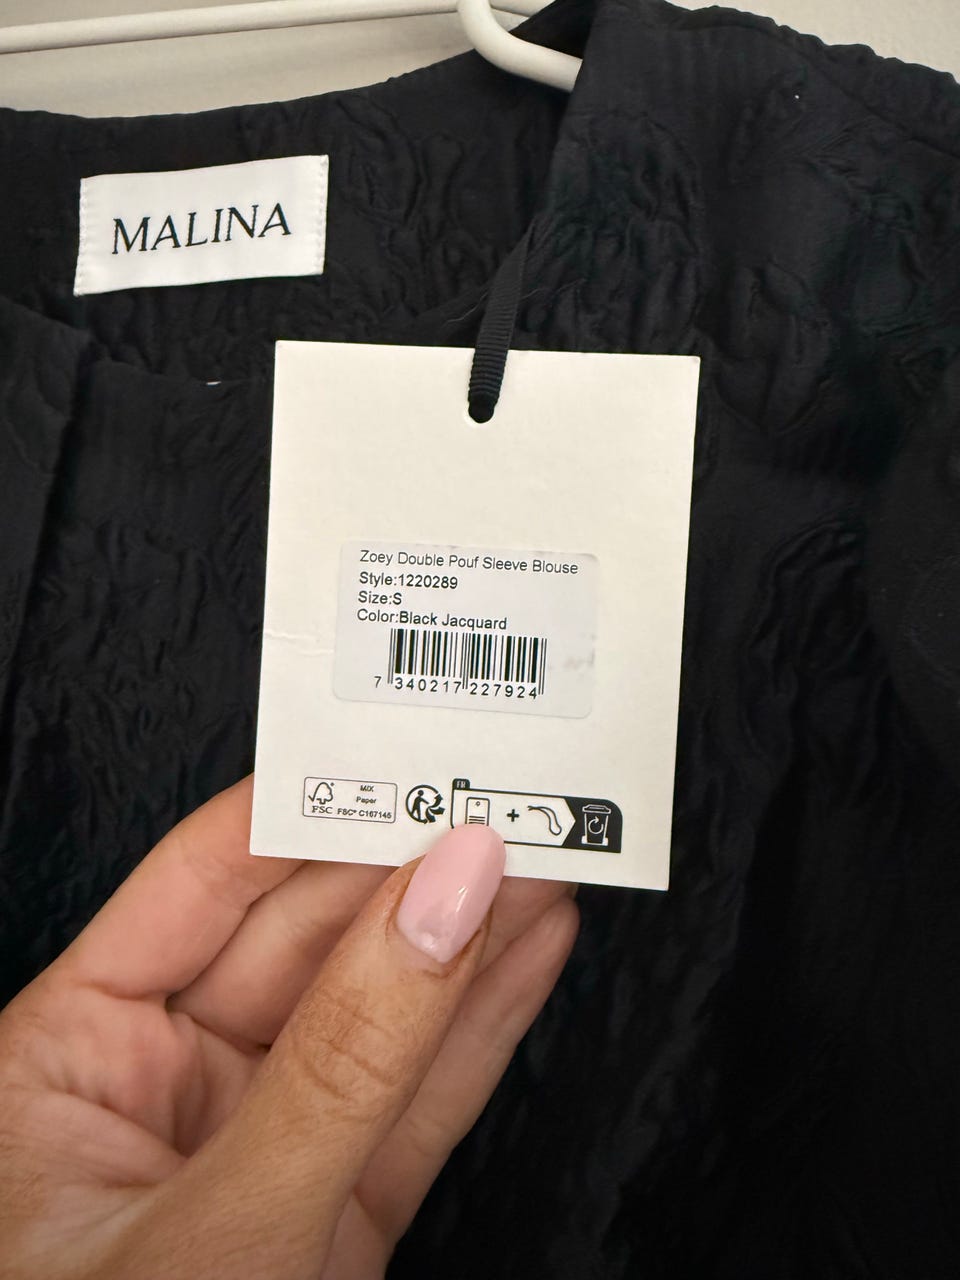 MALINA
Zoey Double Pouf Sleeve Blouse
Style:1220289
Size:S
Color:Black Jacquard
7 340217 227924
MIX
Paper
FSC FSC® C167145
FR
+